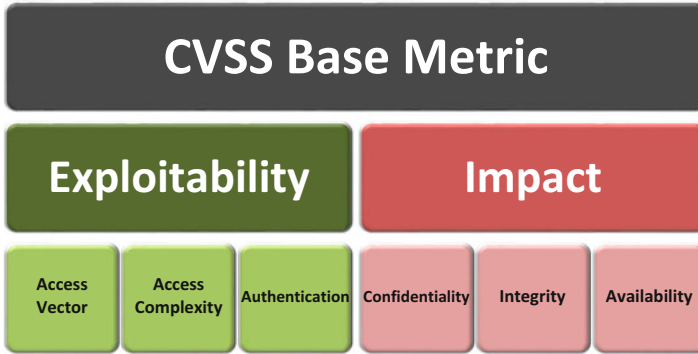 CVSS Base Metric
Exploitability
Impact
Access
Vector
Access
Complexity
Authentication
Confidentiality
Integrity
Availability